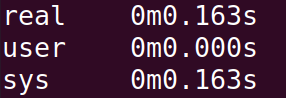 real    0m0.163s
user    0m0.000s
sys     0m0.163s